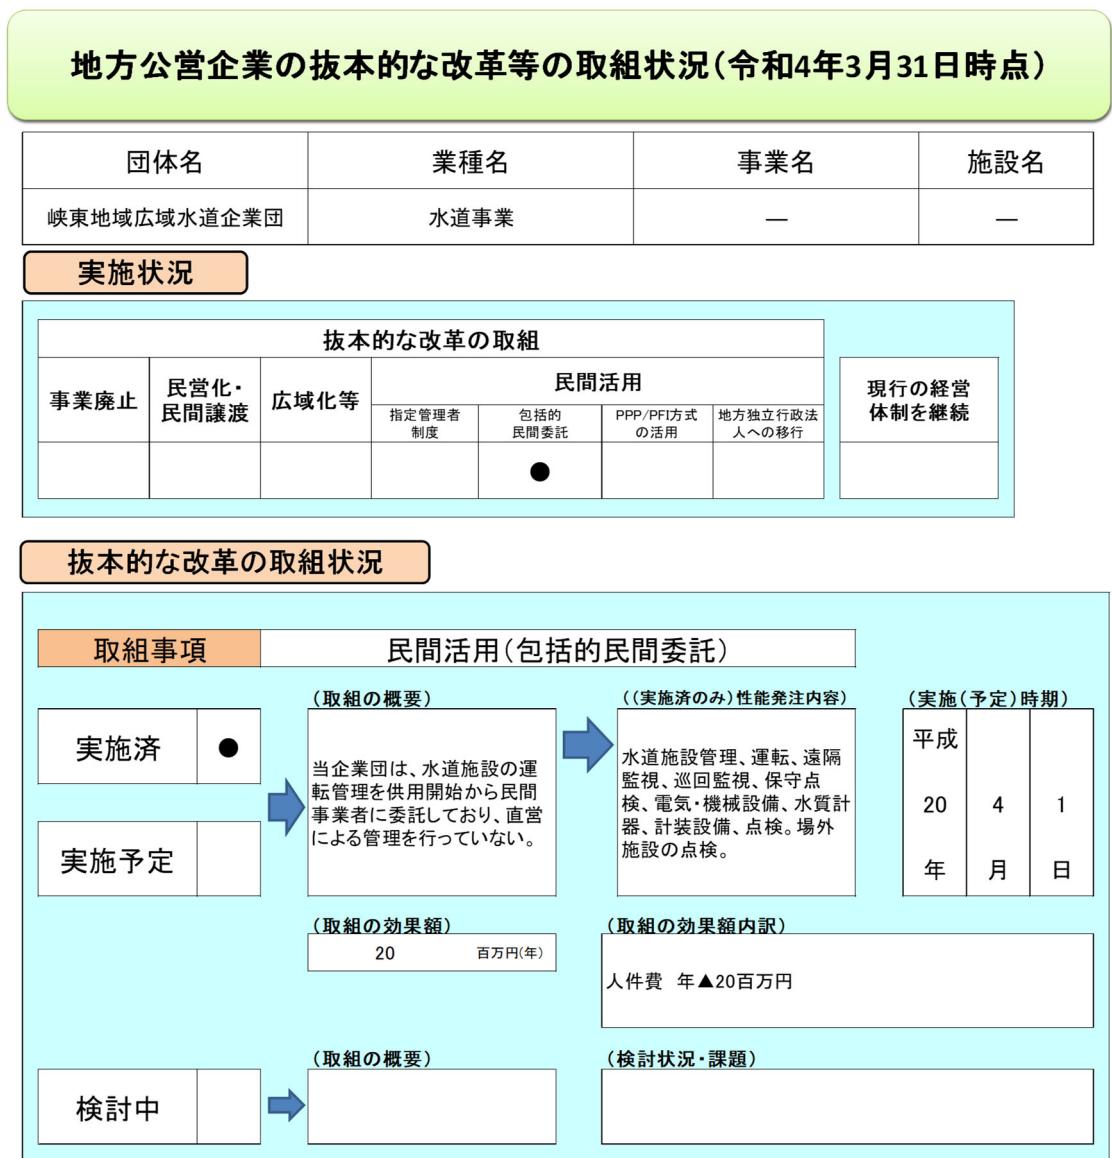 地方公営企業の抜本的な改革等の取組状況(令和4年3月31日時点)
団体名 業種名 事業名 施設名
峡東地域広域水道企業団 水道事業 ― ―
実施状況
抜本的な改革の取組
事業廃止
民営化・
民間譲渡
広域化等
民間活用
指定管理者
制度
包括的
民間委託
PPP/PFI方式
の活用
地方独立行政法
人への移行
現行の経営
体制を継続
●
抜本的な改革の取組状況
取組事項 民間活用(包括的民間委託)
実施済 ●
実施予定
(取組の概要)
当企業団は、水道施設の運
転管理を供用開始から民間
事業者に委託しており、直営
による管理を行っていない。
((実施済のみ)性能発注内容)
水道施設管理、運転、遠隔
監視、巡回監視、保守点
検、電気・機械設備、水質計
器、計装設備、点検。場外
施設の点検。
(実施(予定)時期)
平成
20 4 1
年 月 日
(取組の効果額)
20 百万円(年)
(取組の効果額内訳)
人件費 年▲20百万円
検討中
(取組の概要)
(検討状況・課題)